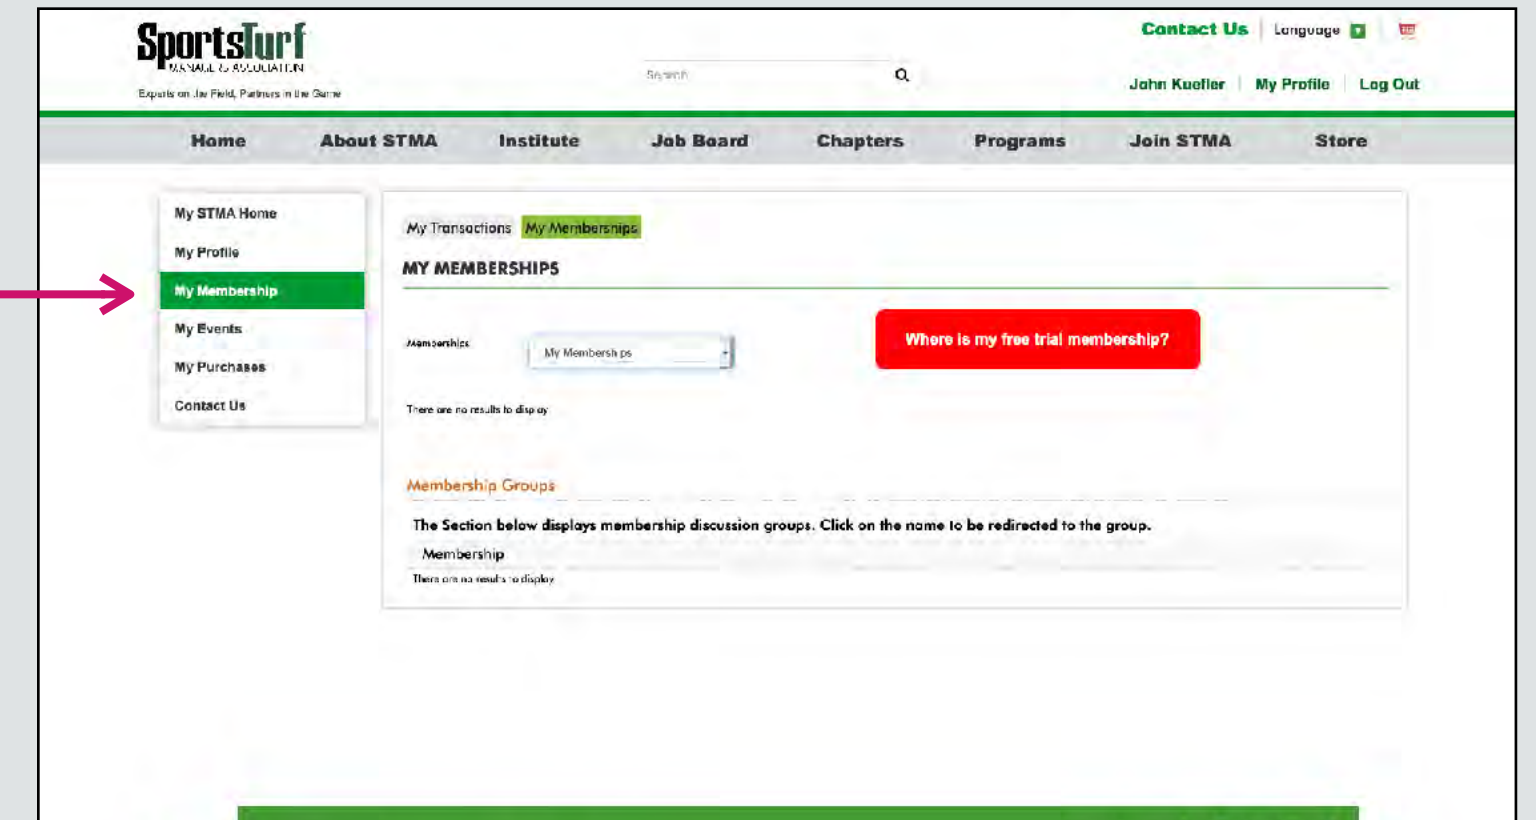 SportsTurf
MANAGERS ASSOCIATION
Experts on the Field, Partners in the Game
Search
Contact Us
Language
John Kuefler
My Profile
Log Out
Home
About STMA
Institute
Job Board
Chapters
Programs
Join STMA
Store
My STMA Home
My Profile
My Membership
My Events
My Purchases
Contact Us
My Transactions
My Memberships
MY MEMBERSHIPS
Memberships
My Memberships
Where is my free trial membership?
There are no results to display
Membership Groups
The Section below displays membership discussion groups. Click on the name to be redirected to the group.
Membership
There are no results to display